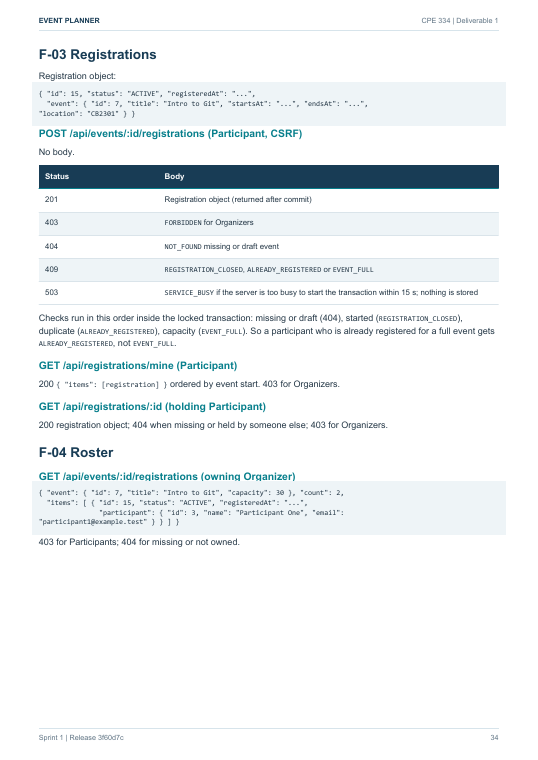 EVENT PLANNER
CPE 334 | Deliverable 1
F-03 Registrations
Registration object:
{ "id": 15, "status": "ACTIVE", "registeredAt": "...",
"event": { "id": 7, "title": "Intro to Git", "startsAt": "...", "endsAt": "...",
"location": "CB2301" } }
POST /api/events/:id/registrations (Participant, CSRF)
No body.
Status Body
201 Registration object (returned after commit)
403 FORBIDDEN for Organizers
404 NOT_FOUND missing or draft event
409 REGISTRATION_CLOSED, ALREADY_REGISTERED or EVENT_FULL
503 SERVICE_BUSY if the server is too busy to start the transaction within 15 s; nothing is stored
Checks run in this order inside the locked transaction: missing or draft (404), started (REGISTRATION_CLOSED),
duplicate (ALREADY_REGISTERED), capacity (EVENT_FULL). So a participant who is already registered for a full event gets
ALREADY_REGISTERED, not EVENT_FULL.
GET /api/registrations/mine (Participant)
200 { "items": [registration] } ordered by event start. 403 for Organizers.
GET /api/registrations/:id (holding Participant)
200 registration object; 404 when missing or held by someone else; 403 for Organizers.
F-04 Roster
GET /api/events/:id/registrations (owning Organizer)
{ "event": { "id": 7, "title": "Intro to Git", "capacity": 30 }, "count": 2,
"items": [ { "id": 15, "status": "ACTIVE", "registeredAt": "...",
"participant": { "id": 3, "name": "Participant One", "email":
"participant1@example.test" } } ] }
403 for Participants; 404 for missing or not owned.
Sprint 1 | Release 3f60d7c
34